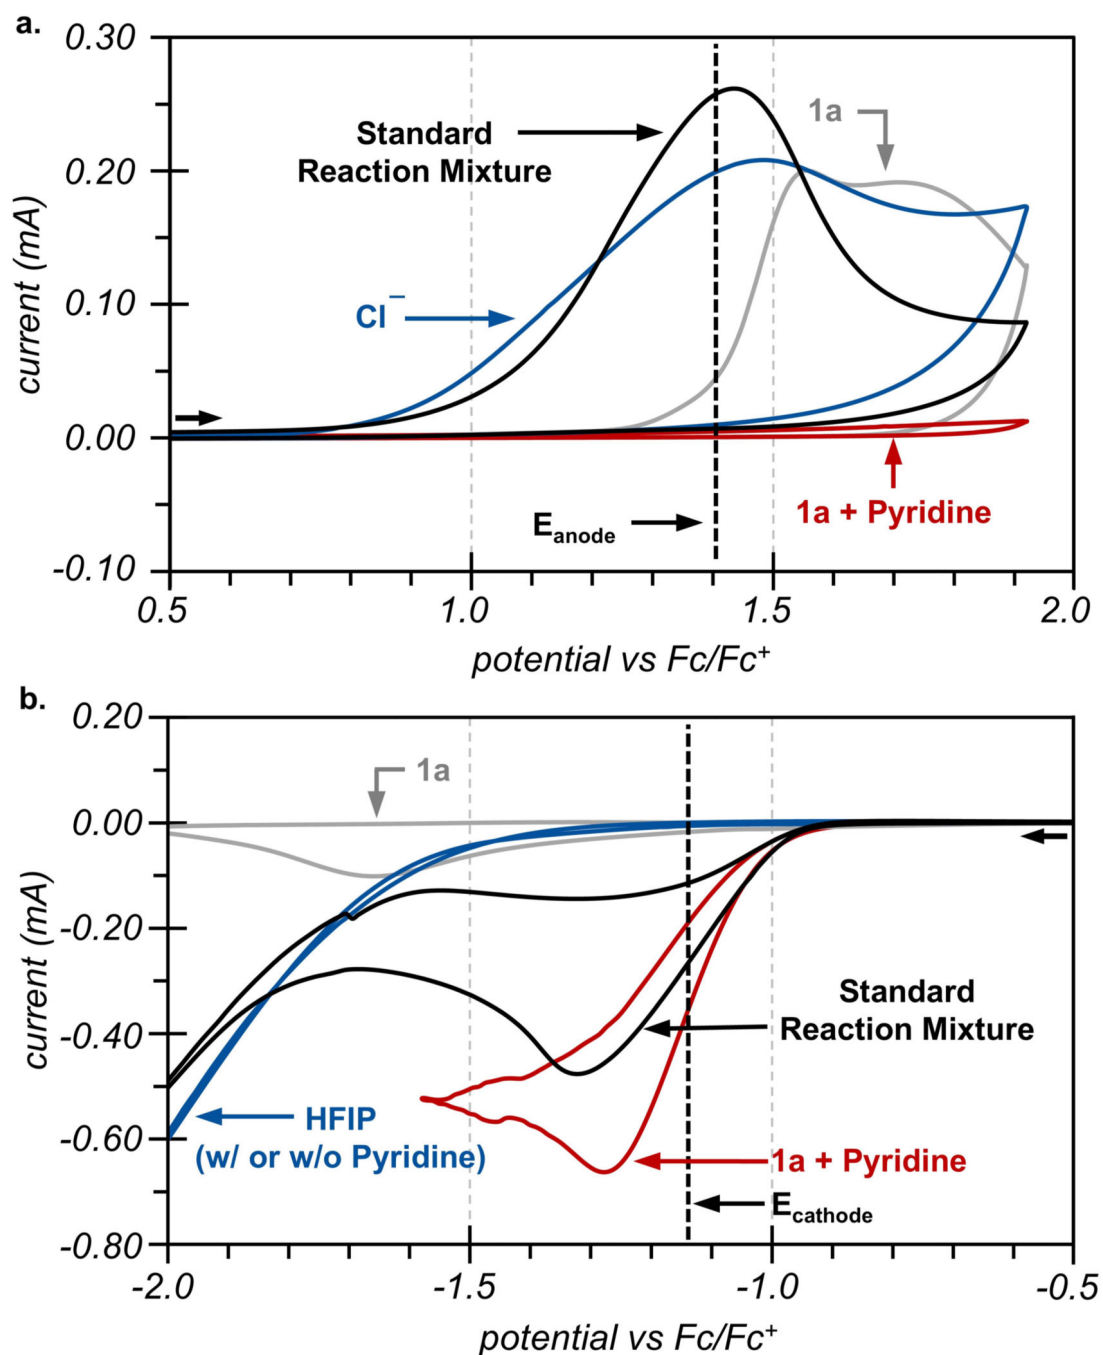 a.
0.30
0.20
0.10
0.00
-0.10
current (mA)
Standard
Reaction Mixture
1a
Cl⁻
E_anode
1a + Pyridine
0.5
1.0
1.5
2.0
potential vs Fc/Fc⁺
b.
0.20
0.00
-0.20
-0.40
-0.60
-0.80
current (mA)
1a
Standard
Reaction Mixture
HFIP
(w/ or w/o Pyridine)
1a + Pyridine
E_cathode
-2.0
-1.5
-1.0
-0.5
potential vs Fc/Fc⁺